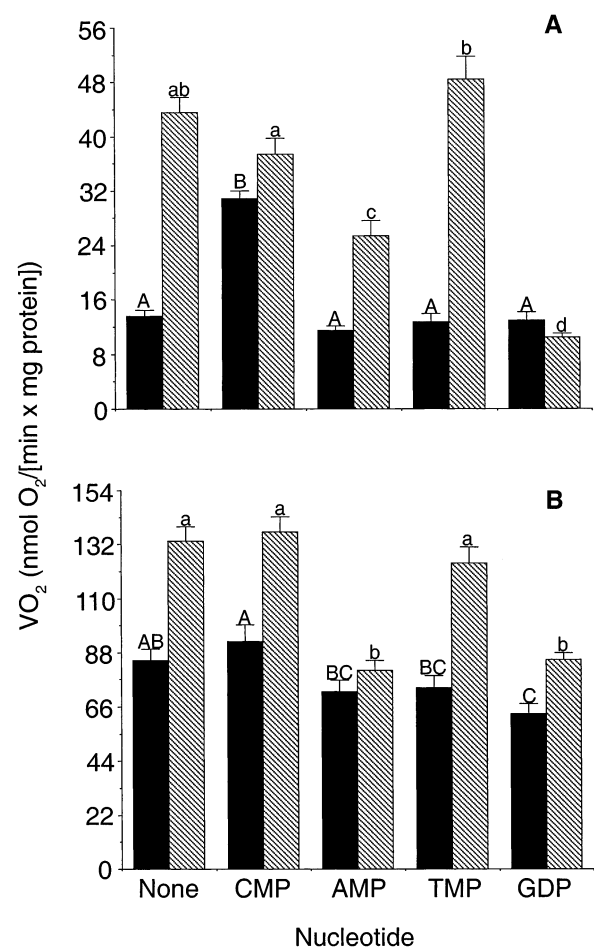 A
56
48
40
32
24
16
8
0
A
ab
B
a
A
c
A
b
A
d
VO2 (nmol O2/[min x mg protein])
B
154
132
110
88
66
44
22
0
AB
a
A
a
BC
b
BC
a
C
b
None CMP AMP TMP GDP
Nucleotide